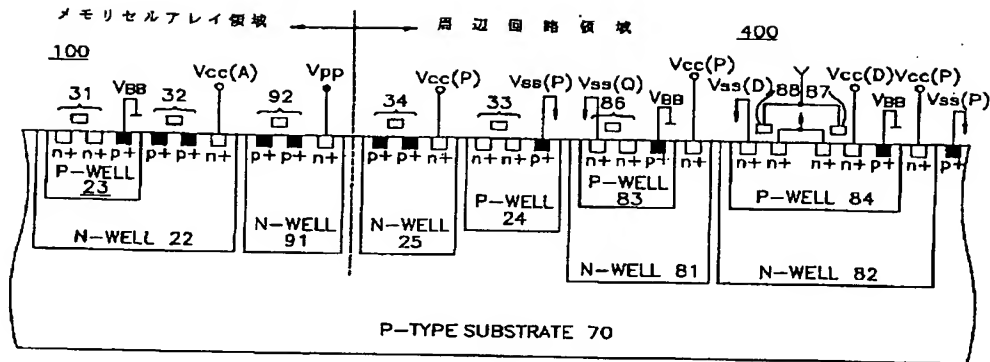 メモリセルアレイ領域 周辺回路領域
100 400
31 VBB 32 Vcc(A) 92 Vpp 34 Vcc(P) 33 Vss(P) Vss(Q) 86 VBB Vcc(P) Vss(D) 88 Y 87 Vcc(D) VBB Vcc(P) Vss(P)
n+ n+ p+ p+ p+ n+ p+ p+ n+ p+ p+ n+ n+ n+ p+ n+ n+ p+ n+ n+ n+ n+ n+ p+ n+ p+
P-WELL 23
N-WELL 22
N-WELL 91
N-WELL 25
P-WELL 24
P-WELL 83
N-WELL 81
P-WELL 84
N-WELL 82
P-TYPE SUBSTRATE 70